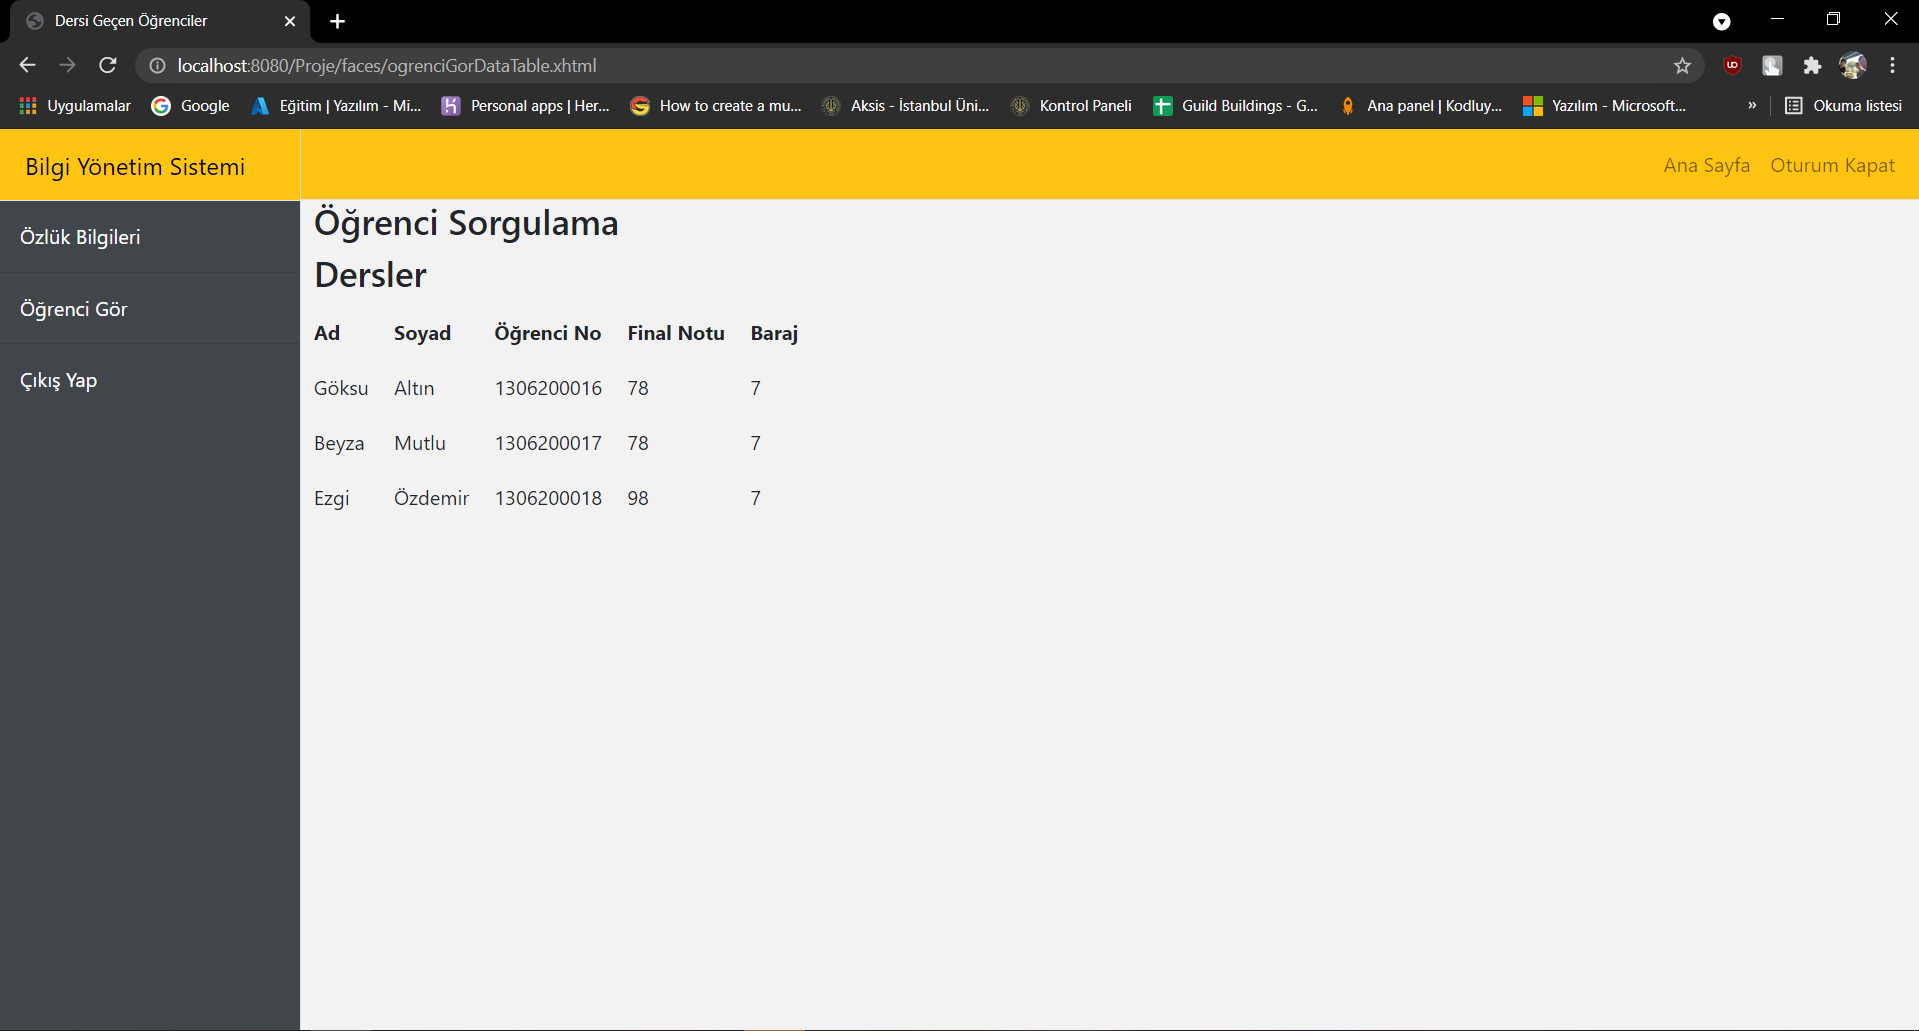 Dersi Geçen Öğrenciler
localhost:8080/Proje/faces/ogrenciGorDataTable.xhtml
Uygulamalar Google Eğitim | Yazılım - Mi... Personal apps | Her... How to create a mu... Aksis - İstanbul Üni... Kontrol Paneli Guild Buildings - G... Ana panel | Kodluy... Yazılım - Microsoft... » Okuma listesi
Bilgi Yönetim Sistemi Ana Sayfa Oturum Kapat
Özlük Bilgileri
Öğrenci Gör
Çıkış Yap
Öğrenci Sorgulama
Dersler
Ad Soyad Öğrenci No Final Notu Baraj
Göksu Altın 1306200016 78 7
Beyza Mutlu 1306200017 78 7
Ezgi Özdemir 1306200018 98 7